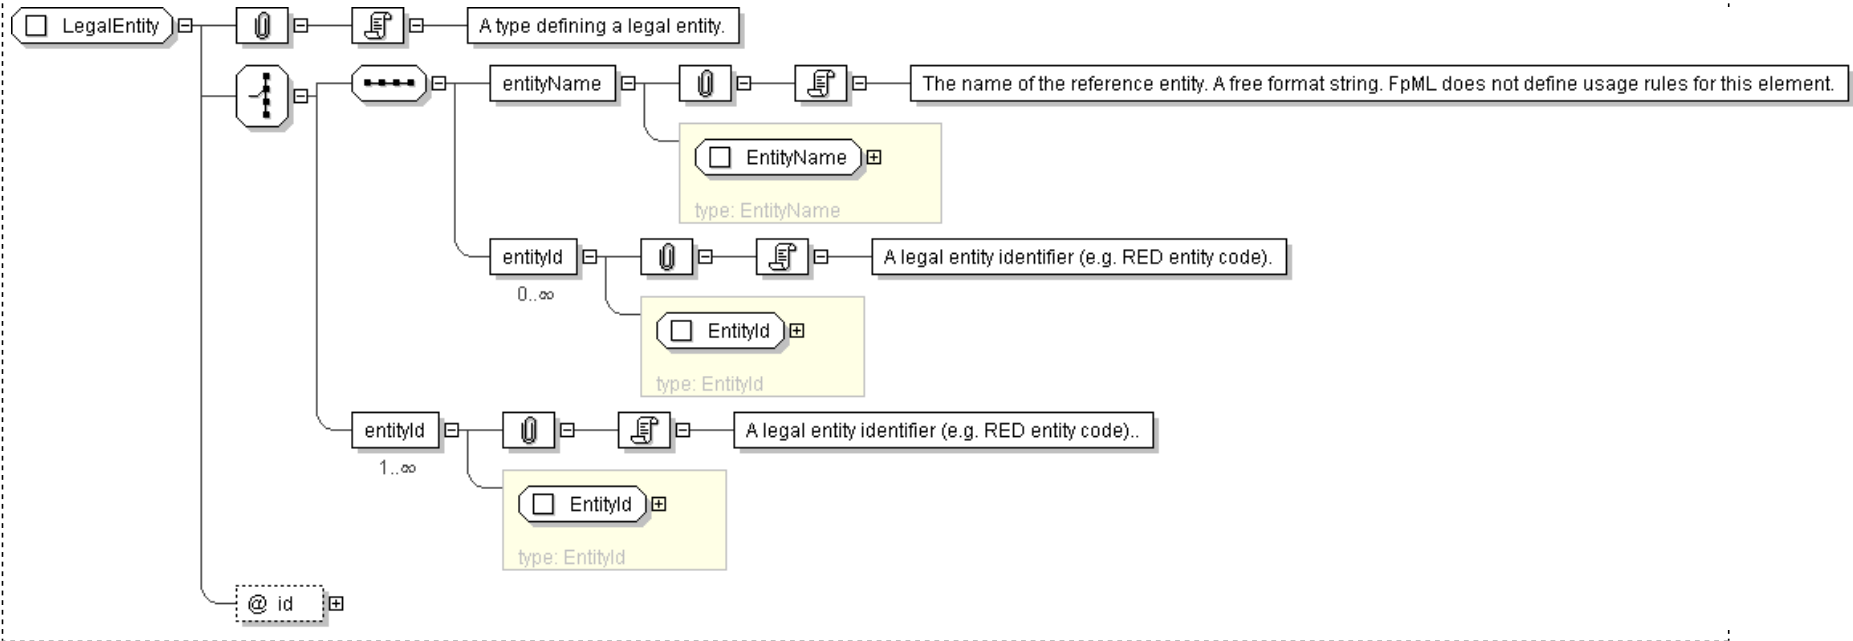 LegalEntity
A type defining a legal entity.
entityName
The name of the reference entity. A free format string. FpML does not define usage rules for this element.
EntityName
type: EntityName
entityId
A legal entity identifier (e.g. RED entity code).
0..∞
EntityId
type: EntityId
entityId
A legal entity identifier (e.g. RED entity code)..
1..∞
EntityId
type: EntityId
@ id